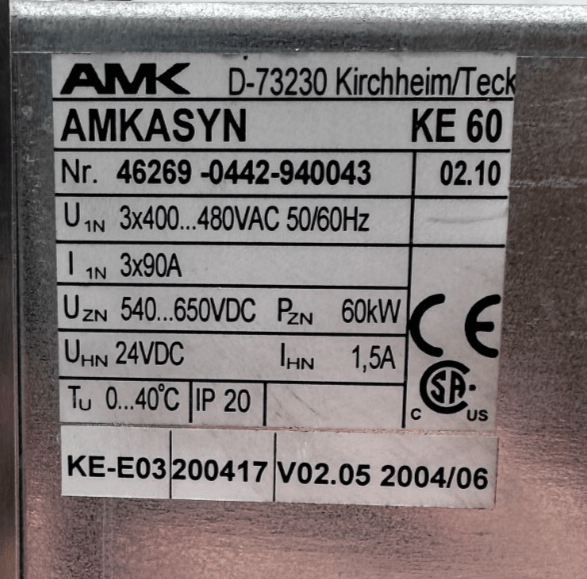 AMK D-73230 Kirchheim/Teck
AMKASYN KE 60
Nr. 46269 -0442-940043 02.10
U1N 3x400...480VAC 50/60Hz
I 1N 3x90A
UZN 540...650VDC PZN 60kW
UHN 24VDC IHN 1,5A
CE
TU 0...40°C IP 20
C SA US
KE-E03 200417 V02.05 2004/06